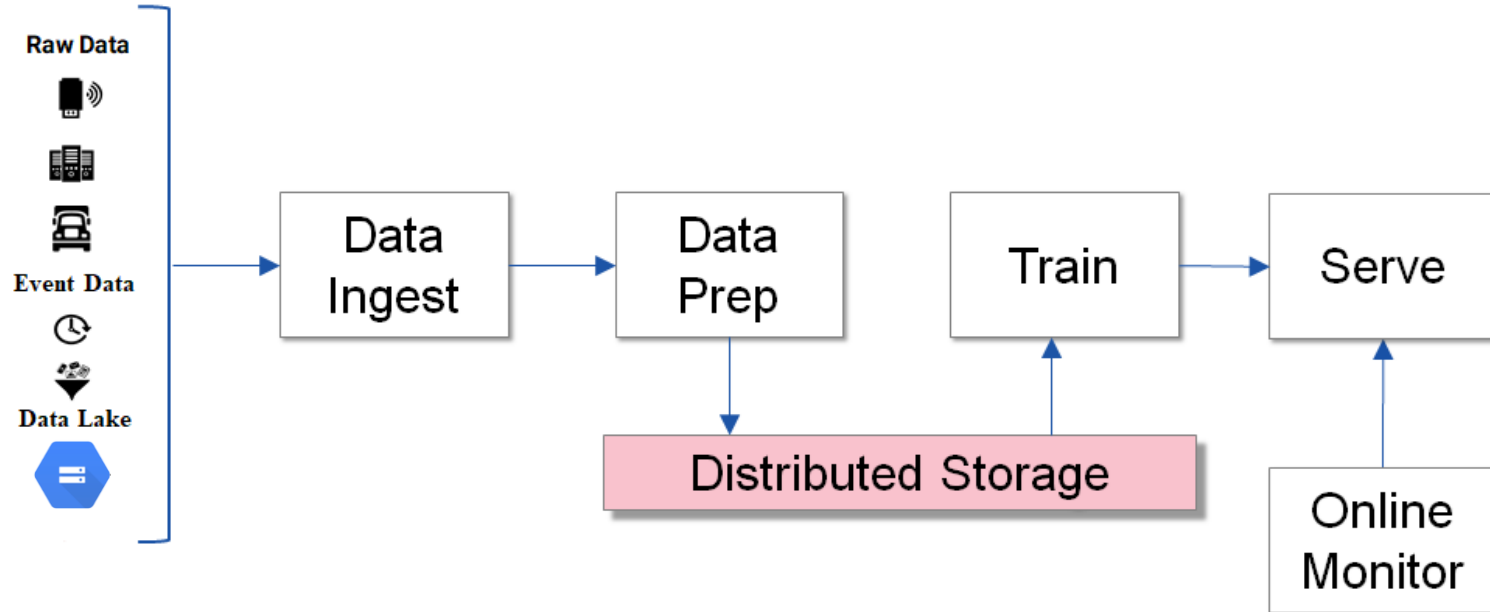 Raw Data
Event Data
Data Lake
Data
Ingest
Data
Prep
Train
Serve
Distributed Storage
Online
Monitor